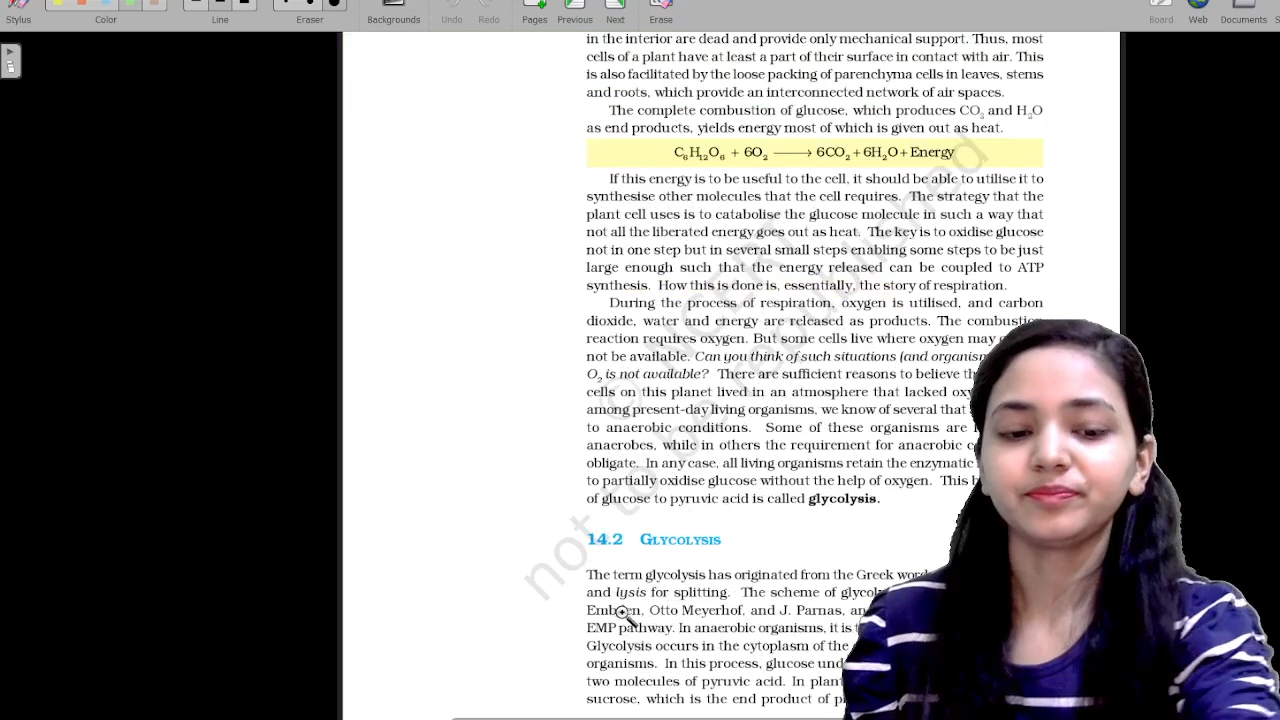 Stylus Color Line Eraser Backgrounds Undo Redo Pages Previous Next Erase Board Web Documents
in the interior are dead and provide only mechanical support. Thus, most
cells of a plant have at least a part of their surface in contact with air. This
is also facilitated by the loose packing of parenchyma cells in leaves, stems
and roots, which provide an interconnected network of air spaces.
The complete combustion of glucose, which produces CO₂ and H₂O
as end products, yields energy most of which is given out as heat.
C₆H₁₂O₆ + 6O₂ ⟶ 6CO₂ + 6H₂O + Energy
If this energy is to be useful to the cell, it should be able to utilise it to
synthesise other molecules that the cell requires. The strategy that the
plant cell uses is to catabolise the glucose molecule in such a way that
not all the liberated energy goes out as heat. The key is to oxidise glucose
not in one step but in several small steps enabling some steps to be just
large enough such that the energy released can be coupled to ATP
synthesis. How this is done is, essentially, the story of respiration.
During the process of respiration, oxygen is utilised, and carbon
dioxide, water and energy are released as products. The combustion
reaction requires oxygen. But some cells live where oxygen may
not be available. Can you think of such situations (and
O₂ is not available? There are sufficient reasons to believe
cells on this planet lived in an atmosphere that lacked
among present-day living organisms, we know of several that
to anaerobic conditions. Some of these organisms are
anaerobes, while in others the requirement for anaerobic
obligate. In any case, all living organisms retain the enzymatic
to partially oxidise glucose without the help of oxygen. This
of glucose to pyruvic acid is called glycolysis.
14.2 GLYCOLYSIS
The term glycolysis has originated from the Greek
and lysis for splitting. The scheme of
Embden, Otto Meyerhof, and J. Parnas,
EMP pathway. In anaerobic organisms, it is
Glycolysis occurs in the cytoplasm of the
organisms. In this process, glucose
two molecules of pyruvic acid. In
sucrose, which is the end product of
© NCERT
not to be republished